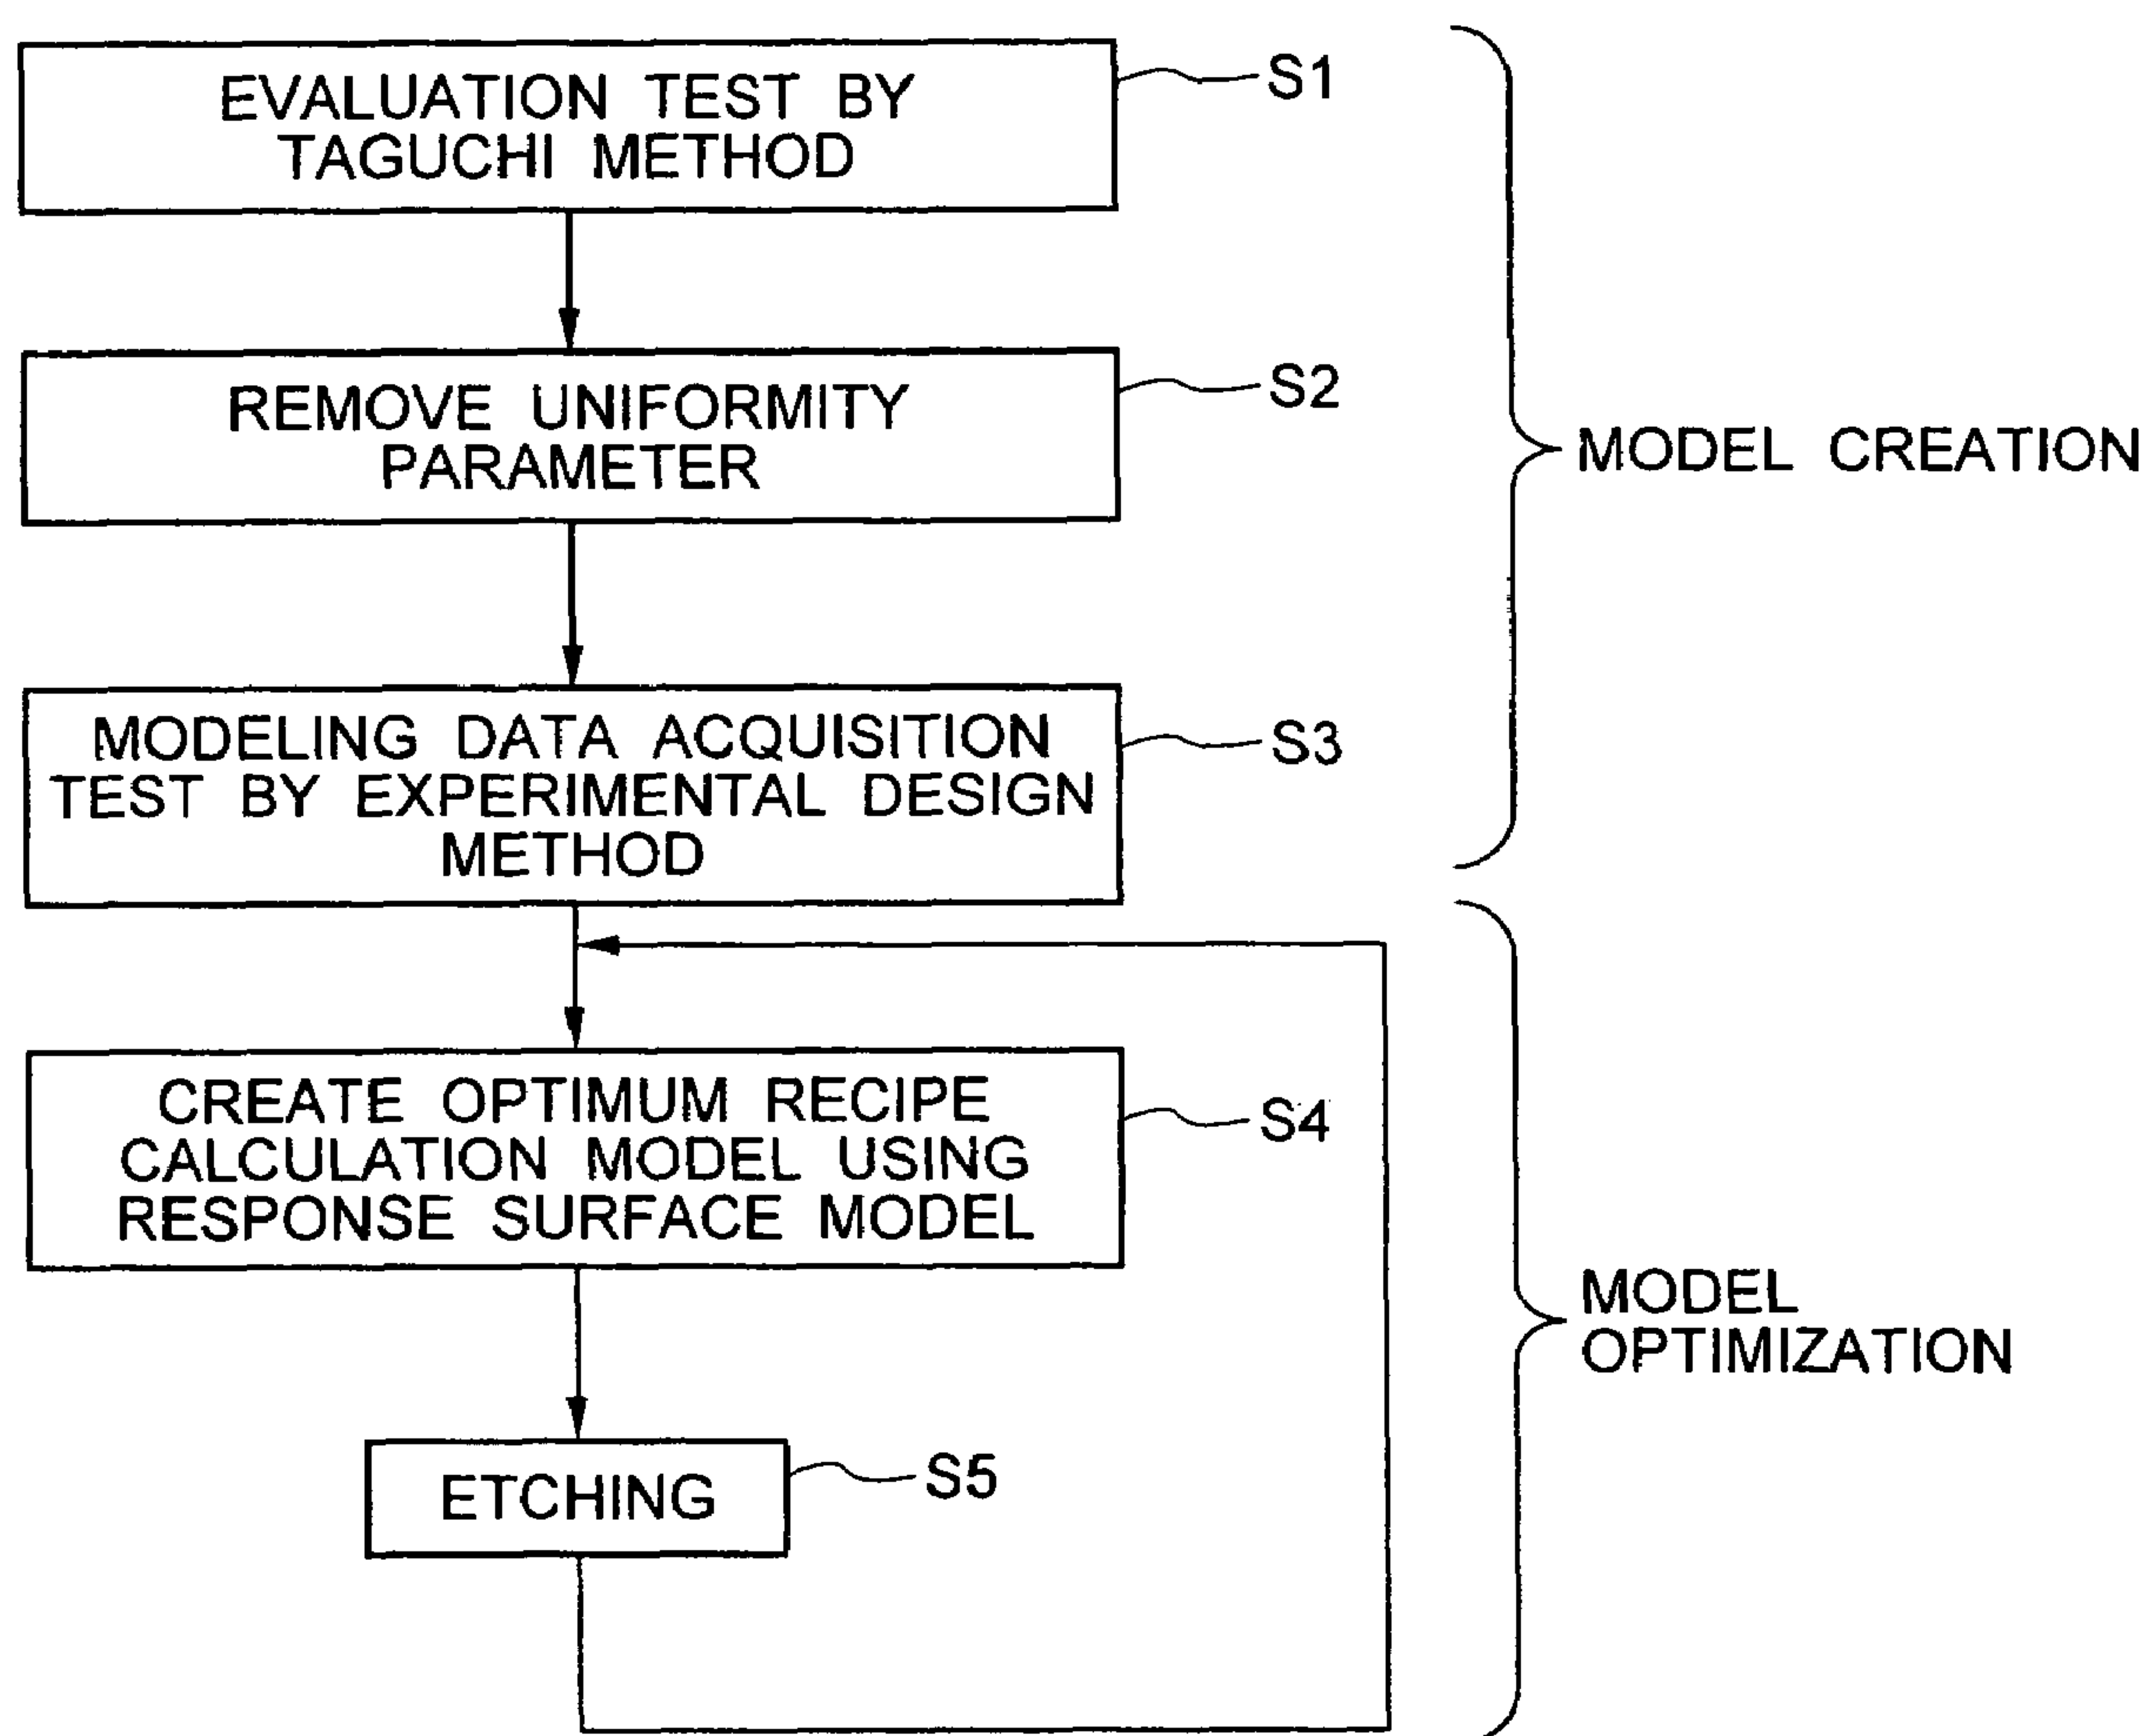 EVALUATION TEST BY
TAGUCHI METHOD
S1
REMOVE UNIFORMITY
PARAMETER
S2
MODEL CREATION
MODELING DATA ACQUISITION
TEST BY EXPERIMENTAL DESIGN
METHOD
S3
CREATE OPTIMUM RECIPE
CALCULATION MODEL USING
RESPONSE SURFACE MODEL
S4
MODEL
OPTIMIZATION
ETCHING
S5